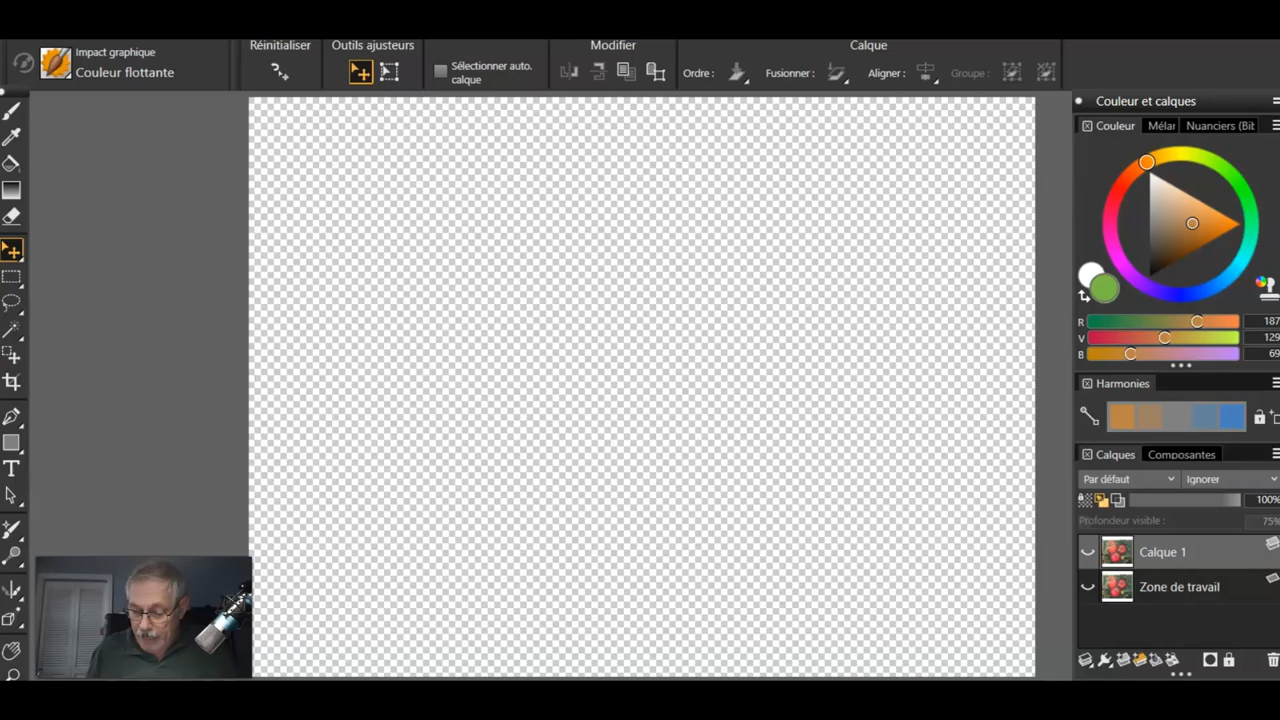 Impact graphique
Couleur flottante
Réinitialiser
Outils ajusteurs
Sélectionner auto.
calque
Modifier
Calque
Ordre :
Fusionner :
Aligner :
Groupe :
Couleur et calques
Couleur
Mélar
Nuanciers (Bit
R
187
V
129
B
69
Harmonies
Calques
Composantes
Par défaut
Ignorer
100%
Profondeur visible :
75%
Calque 1
Zone de travail